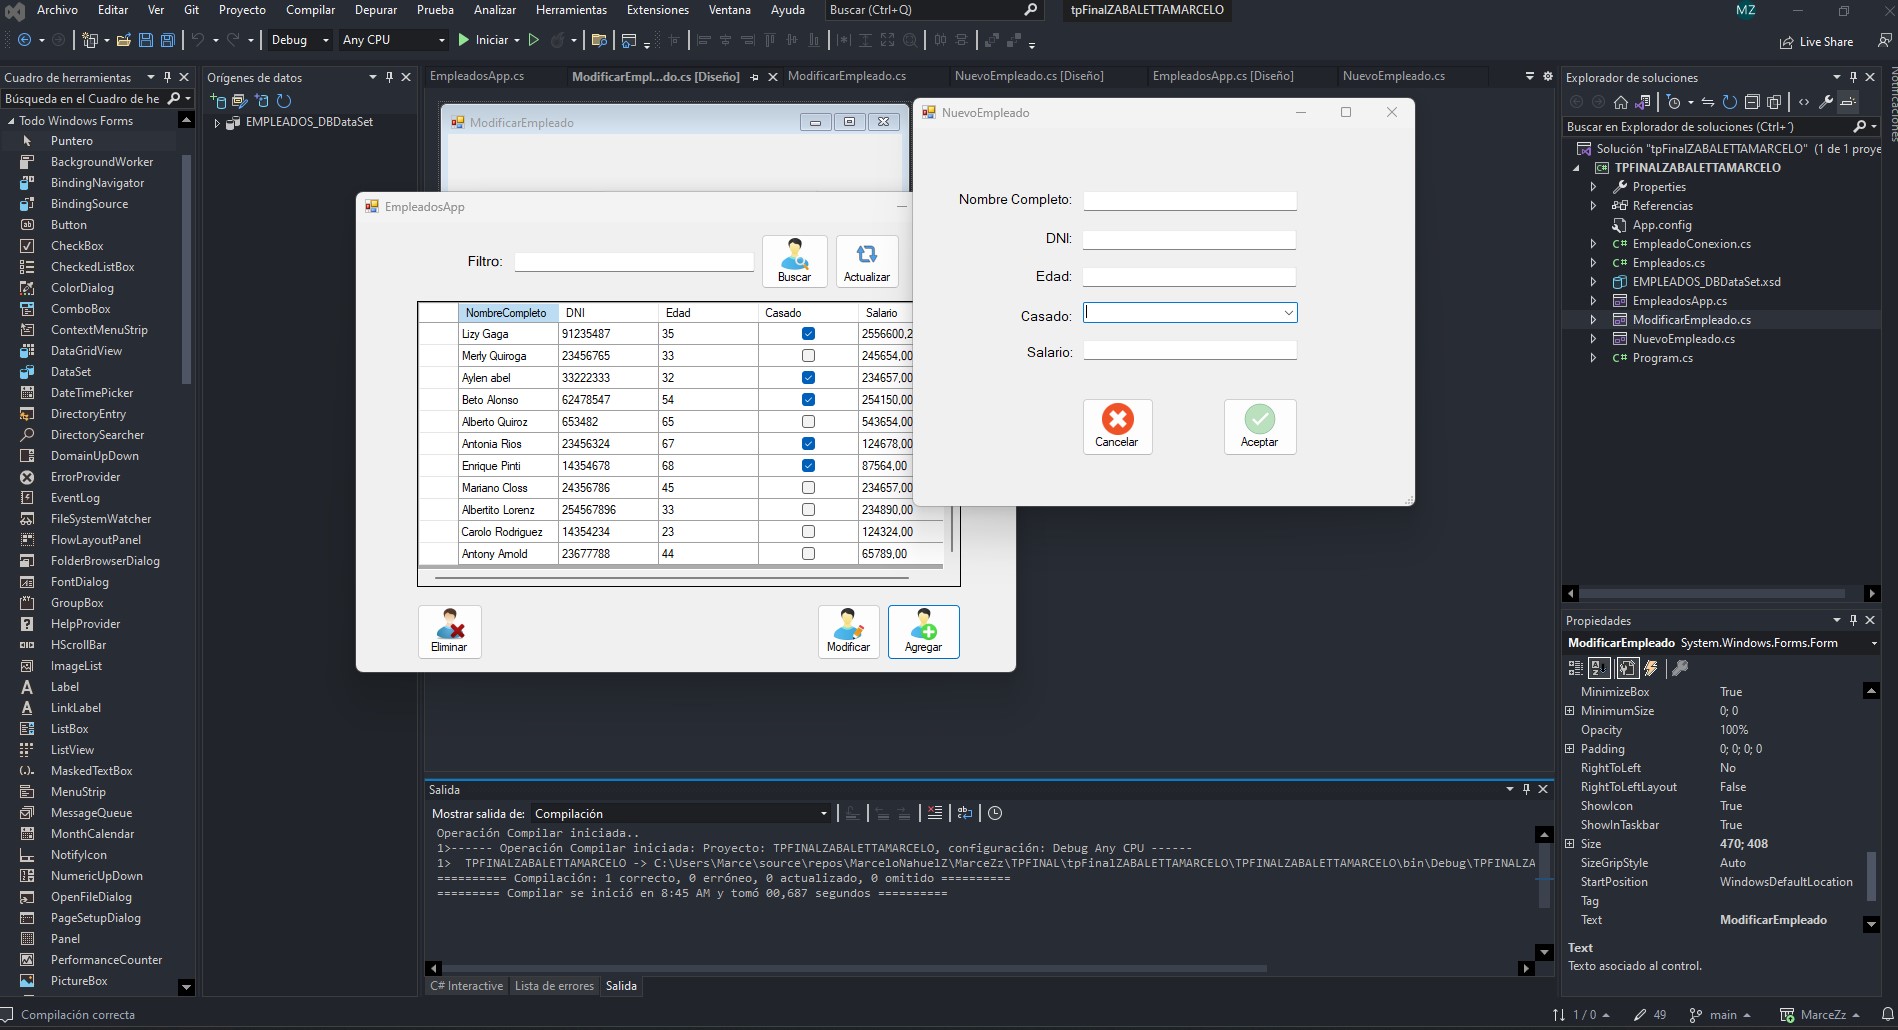 Archivo Editar Ver Git Proyecto Compilar Depurar Prueba Analizar Herramientas Extensiones Ventana Ayuda Buscar (Ctrl+Q) tpFinalZABALETTAMARCELO MZ
Debug Any CPU Iniciar Live Share
Cuadro de herramientas
Búsqueda en el Cuadro de he
Todo Windows Forms
Puntero
BackgroundWorker
BindingNavigator
BindingSource
Button
CheckBox
CheckedListBox
ColorDialog
ComboBox
ContextMenuStrip
DataGridView
DataSet
DateTimePicker
DirectoryEntry
DirectorySearcher
DomainUpDown
ErrorProvider
EventLog
FileSystemWatcher
FlowLayoutPanel
FolderBrowserDialog
FontDialog
GroupBox
HelpProvider
HScrollBar
ImageList
Label
LinkLabel
ListBox
ListView
MaskedTextBox
MenuStrip
MessageQueue
MonthCalendar
NotifyIcon
NumericUpDown
OpenFileDialog
PageSetupDialog
Panel
PerformanceCounter
PictureBox
Orígenes de datos
EMPLEADOS_DBDataSet
EmpleadosApp.cs ModificarEmpl...do.cs [Diseño] ModificarEmpleado.cs NuevoEmpleado.cs [Diseño] EmpleadosApp.cs [Diseño] NuevoEmpleado.cs
ModificarEmpleado
EmpleadosApp
Filtro: Buscar Actualizar
NombreCompleto DNI Edad Casado Salario
Lizy Gaga 91235487 35 2556600,2
Merly Quiroga 23456765 33 245654,00
Aylen abel 33222333 32 234657,00
Beto Alonso 62478547 54 254150,00
Alberto Quiroz 653482 65 543654,00
Antonia Rios 23456324 67 124678,00
Enrique Pinti 14354678 68 87564,00
Mariano Closs 24356786 45 234657,00
Albertito Lorenz 254567896 33 234890,00
Carolo Rodriguez 14354234 23 124324,00
Antony Arnold 23677788 44 65789,00
Eliminar Modificar Agregar
NuevoEmpleado
Nombre Completo:
DNI:
Edad:
Casado:
Salario:
Cancelar Aceptar
Salida
Mostrar salida de: Compilación
Operación Compilar iniciada..
1>------ Operación Compilar iniciada: Proyecto: TPFINALZABALETTAMARCELO, configuración: Debug Any CPU ------
1> TPFINALZABALETTAMARCELO -> C:\Users\Marce\source\repos\MarceloNahuelZ\MarceZz\TPFINAL\tpFinalZABALETTAMARCELO\TPFINALZABALETTAMARCELO\bin\Debug\TPFINALZA
========== Compilación: 1 correcto, 0 erróneo, 0 actualizado, 0 omitido ==========
========= Compilar se inició en 8:45 AM y tomó 00,687 segundos ==========
C# Interactive Lista de errores Salida
Explorador de soluciones
Buscar en Explorador de soluciones (Ctrl+´)
Solución "tpFinalZABALETTAMARCELO" (1 de 1 proye
TPFINALZABALETTAMARCELO
Properties
Referencias
App.config
EmpleadoConexion.cs
Empleados.cs
EMPLEADOS_DBDataSet.xsd
EmpleadosApp.cs
ModificarEmpleado.cs
NuevoEmpleado.cs
Program.cs
Notificaciones
Propiedades
ModificarEmpleado System.Windows.Forms.Form
MinimizeBox True
MinimumSize 0; 0
Opacity 100%
Padding 0; 0; 0; 0
RightToLeft No
RightToLeftLayout False
ShowIcon True
ShowInTaskbar True
Size 470; 408
SizeGripStyle Auto
StartPosition WindowsDefaultLocation
Tag
Text ModificarEmpleado
Text
Texto asociado al control.
Compilación correcta 1 / 0 49 main MarceZz